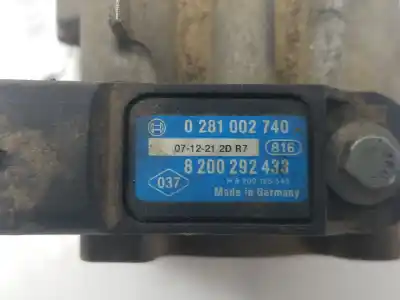 0 281 002 740
07-12-21 2D R7 816
8 200 292 433
037
Made in Germany